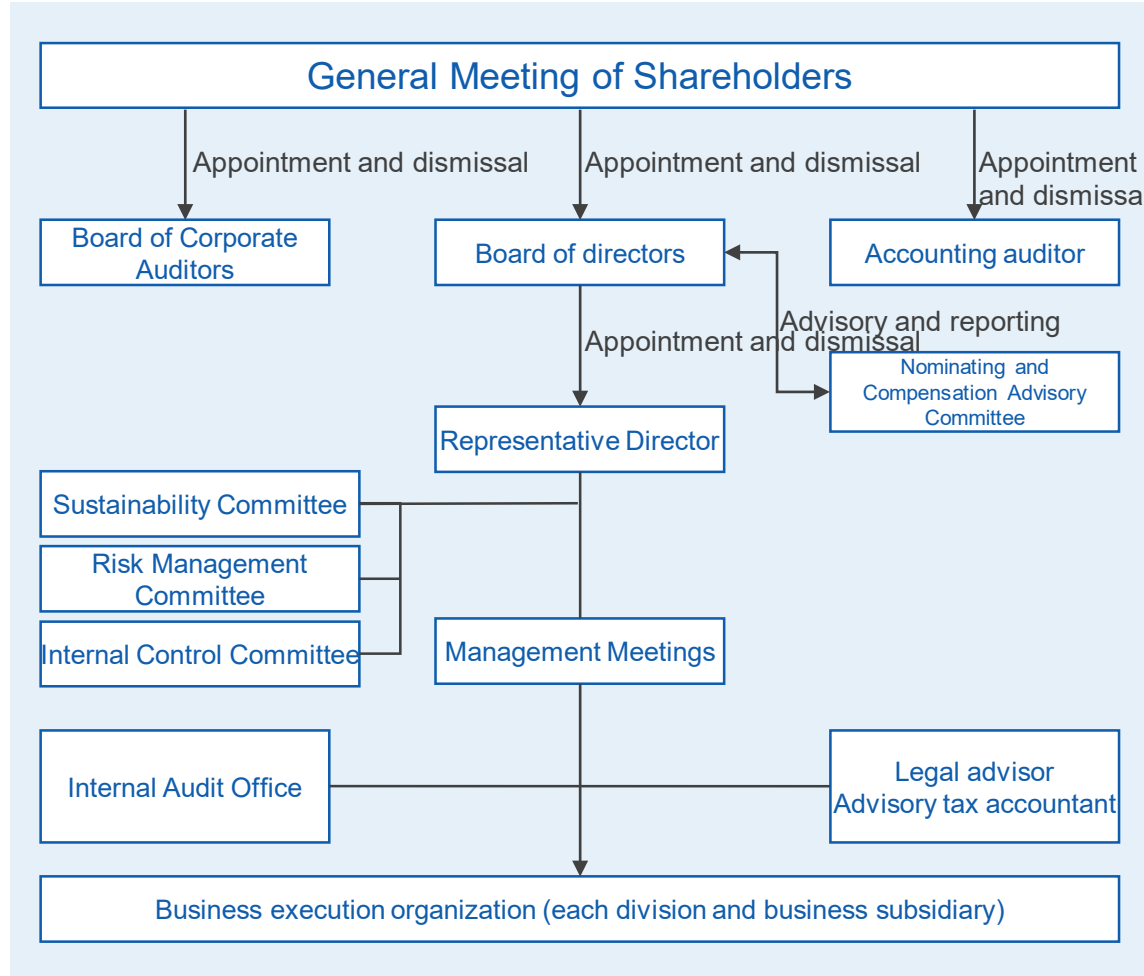 General Meeting of Shareholders
Appointment and dismissal
Appointment and dismissal
Appointment
and dismissa
Board of Corporate
Auditors
Board of directors
Accounting auditor
Advisory and reporting
Appointment and dismissal
Nominating and
Compensation Advisory
Committee
Representative Director
Sustainability Committee
Risk Management
Committee
Internal Control Committee
Management Meetings
Internal Audit Office
Legal advisor
Advisory tax accountant
Business execution organization (each division and business subsidiary)